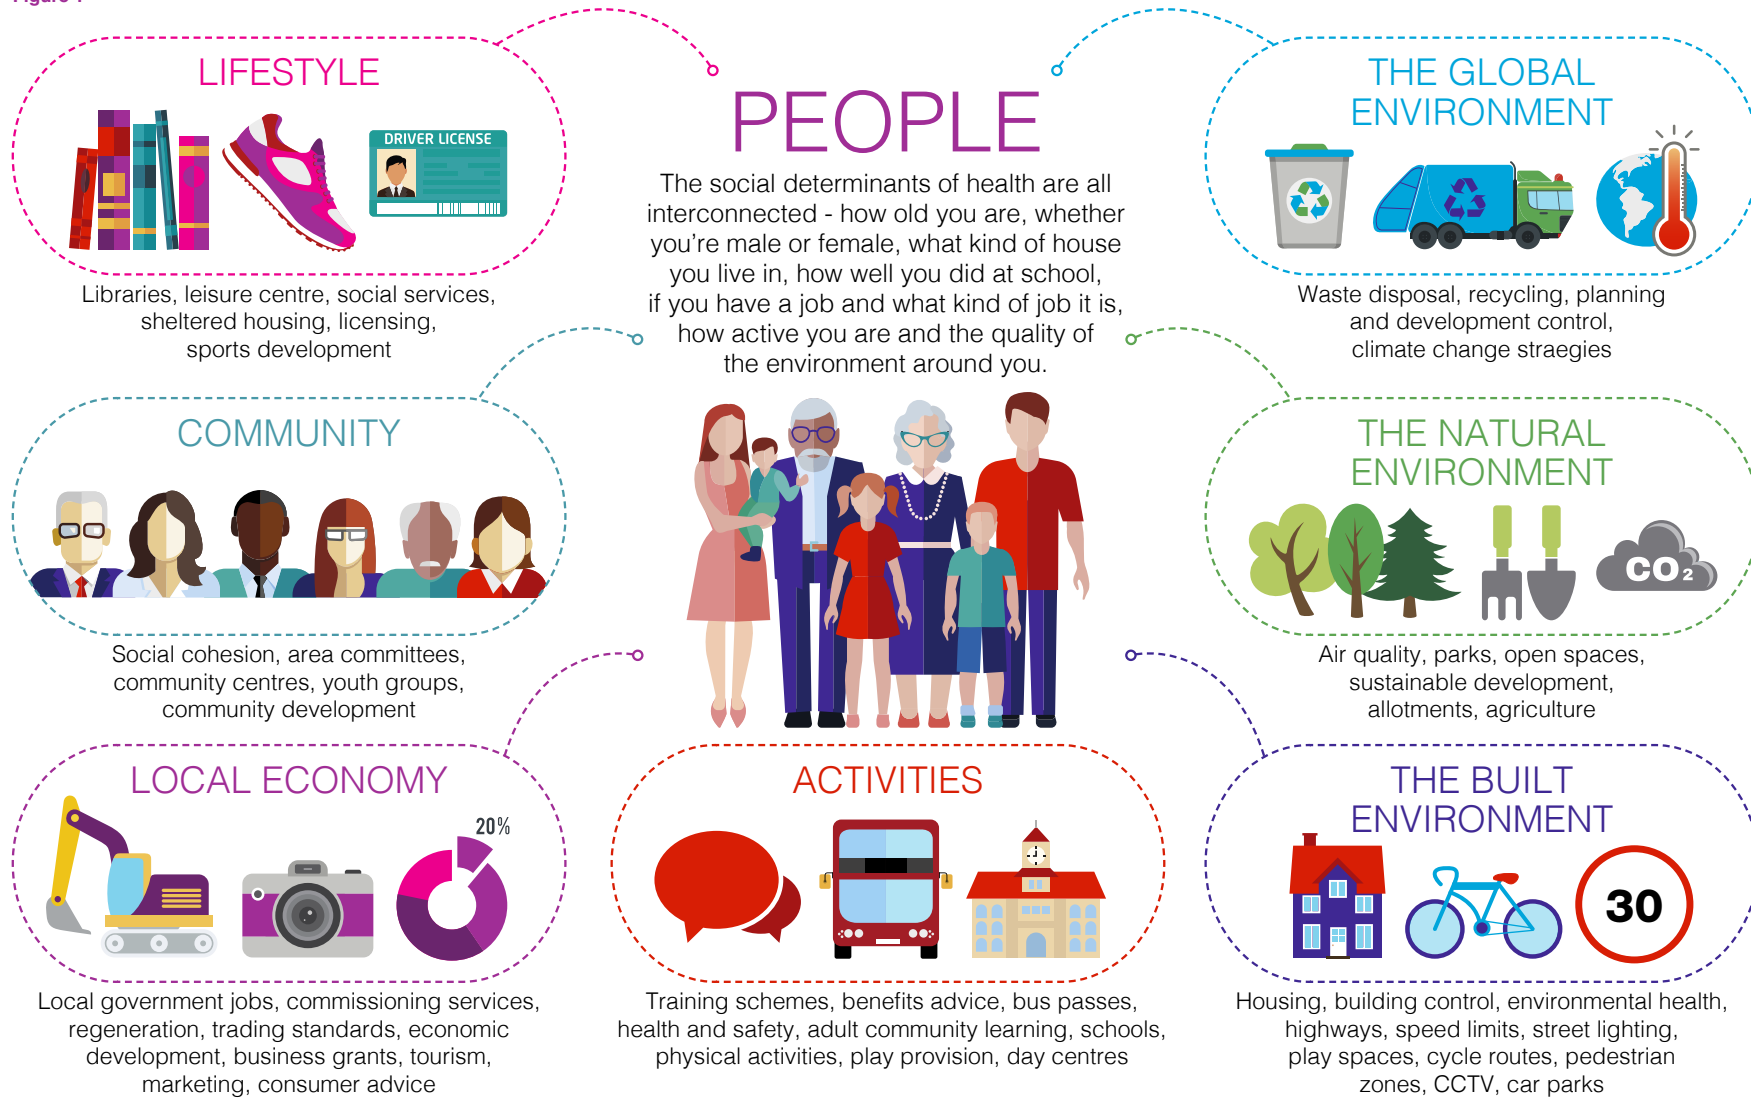 Figure 1
LIFESTYLE
DRIVER LICENSE
Libraries, leisure centre, social services,
sheltered housing, licensing,
sports development
COMMUNITY
Social cohesion, area committees,
community centres, youth groups,
community development
LOCAL ECONOMY
20%
Local government jobs, commissioning services,
regeneration, trading standards, economic
development, business grants, tourism,
marketing, consumer advice
PEOPLE
The social determinants of health are all
interconnected - how old you are, whether
you're male or female, what kind of house
you live in, how well you did at school,
if you have a job and what kind of job it is,
how active you are and the quality of
the environment around you.
ACTIVITIES
Training schemes, benefits advice, bus passes,
health and safety, adult community learning, schools,
physical activities, play provision, day centres
THE GLOBAL
ENVIRONMENT
Waste disposal, recycling, planning
and development control,
climate change straegies
THE NATURAL
ENVIRONMENT
CO2
Air quality, parks, open spaces,
sustainable development,
allotments, agriculture
THE BUILT
ENVIRONMENT
30
Housing, building control, environmental health,
highways, speed limits, street lighting,
play spaces, cycle routes, pedestrian
zones, CCTV, car parks